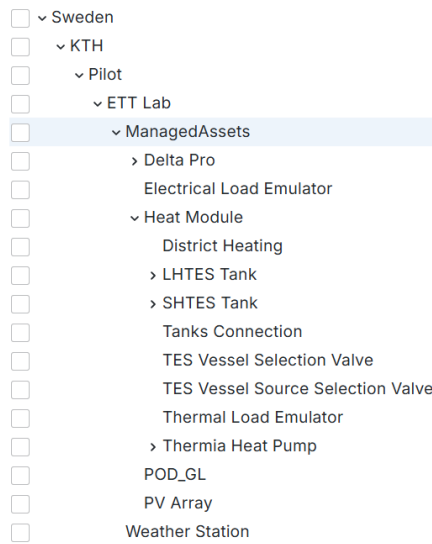 Sweden
KTH
Pilot
ETT Lab
ManagedAssets
Delta Pro
Electrical Load Emulator
Heat Module
District Heating
LHTES Tank
SHTES Tank
Tanks Connection
TES Vessel Selection Valve
TES Vessel Source Selection Valve
Thermal Load Emulator
Thermia Heat Pump
POD_GL
PV Array
Weather Station